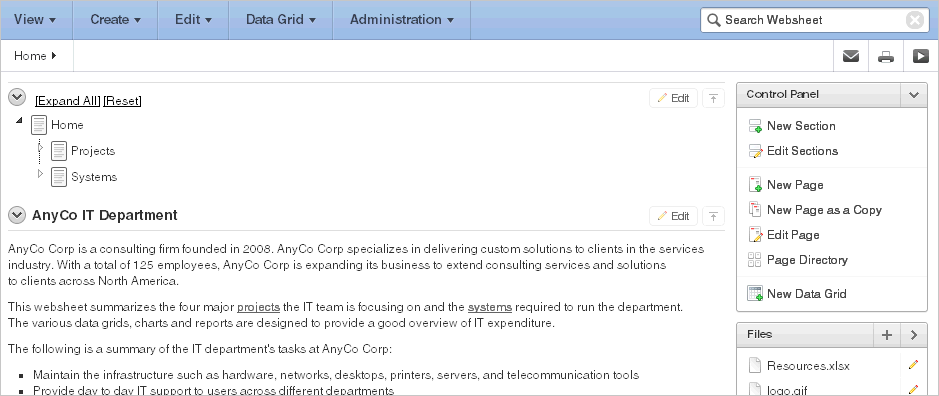 View Create Edit Data Grid Administration Search Websheet
Home
[Expand All] [Reset] Edit
Home
Projects
Systems
AnyCo IT Department Edit
AnyCo Corp is a consulting firm founded in 2008. AnyCo Corp specializes in delivering custom solutions to clients in the services
industry. With a total of 125 employees, AnyCo Corp is expanding its business to extend consulting services and solutions
to clients across North America.
This websheet summarizes the four major projects the IT team is focusing on and the systems required to run the department.
The various data grids, charts and reports are designed to provide a good overview of IT expenditure.
The following is a summary of the IT department's tasks at AnyCo Corp:
Maintain the infrastructure such as hardware, networks, desktops, printers, servers, and telecommunication tools
Provide day to day IT support to users across different departments
Control Panel
New Section
Edit Sections
New Page
New Page as a Copy
Edit Page
Page Directory
New Data Grid
Files
Resources.xlsx
logo.gif